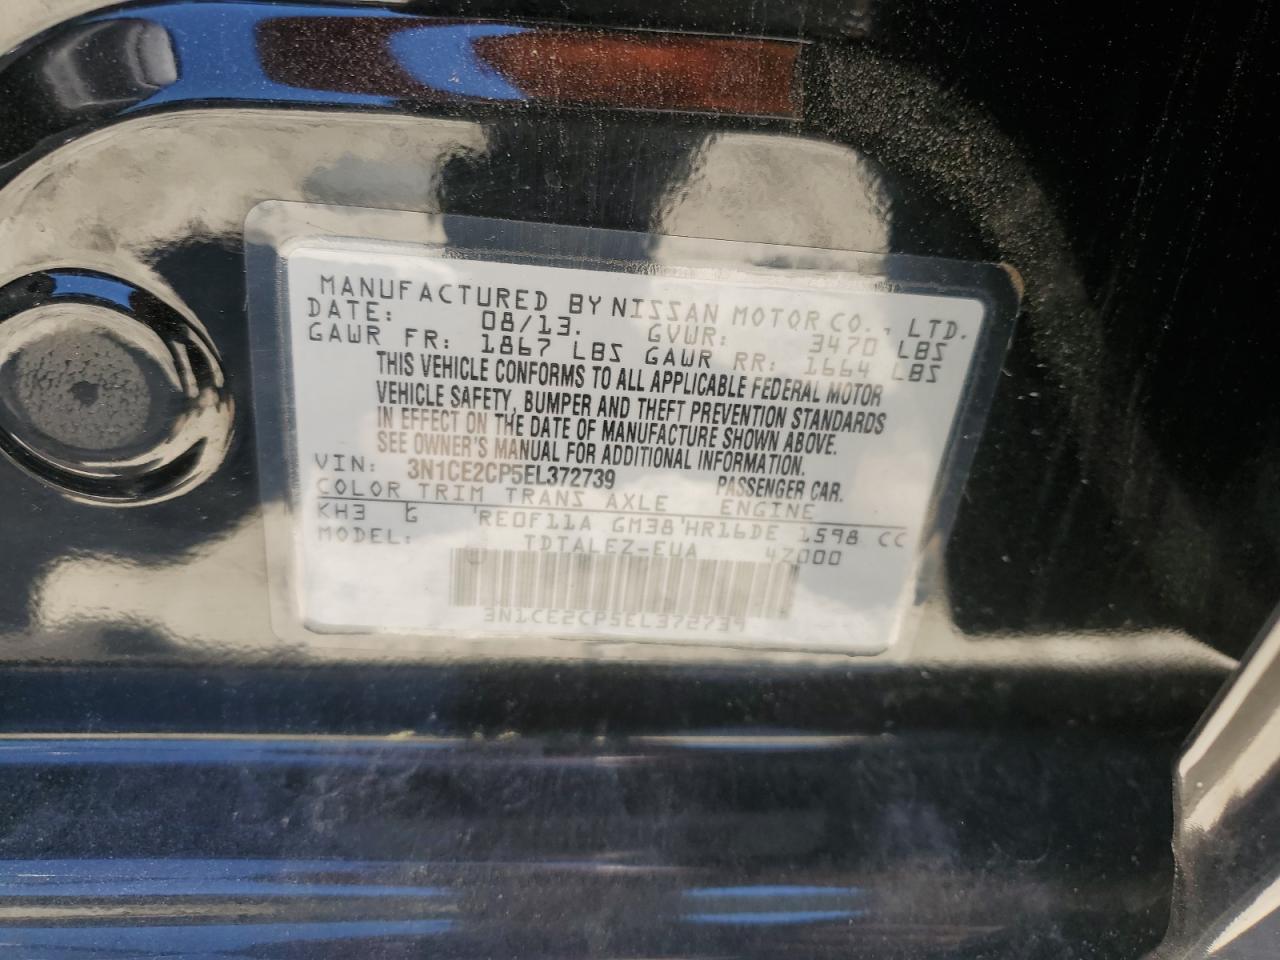 MANUFACTURED BY NISSAN MOTOR CO., LTD.
DATE: 08/13. GVWR: 3470 LBS
GAWR FR: 1867 LBS GAWR RR: 1664 LBS
THIS VEHICLE CONFORMS TO ALL APPLICABLE FEDERAL MOTOR
VEHICLE SAFETY, BUMPER AND THEFT PREVENTION STANDARDS
IN EFFECT ON THE DATE OF MANUFACTURE SHOWN ABOVE.
SEE OWNER'S MANUAL FOR ADDITIONAL INFORMATION.
VIN: 3N1CE2CP5EL372739 PASSENGER CAR.
COLOR TRIM TRANS AXLE ENGINE
KH3 G 'RE0F11A GM38'HR16DE 1598 CC
MODEL: TDTALEZ-EUA 4Z000
3N1CE2CP5EL372739